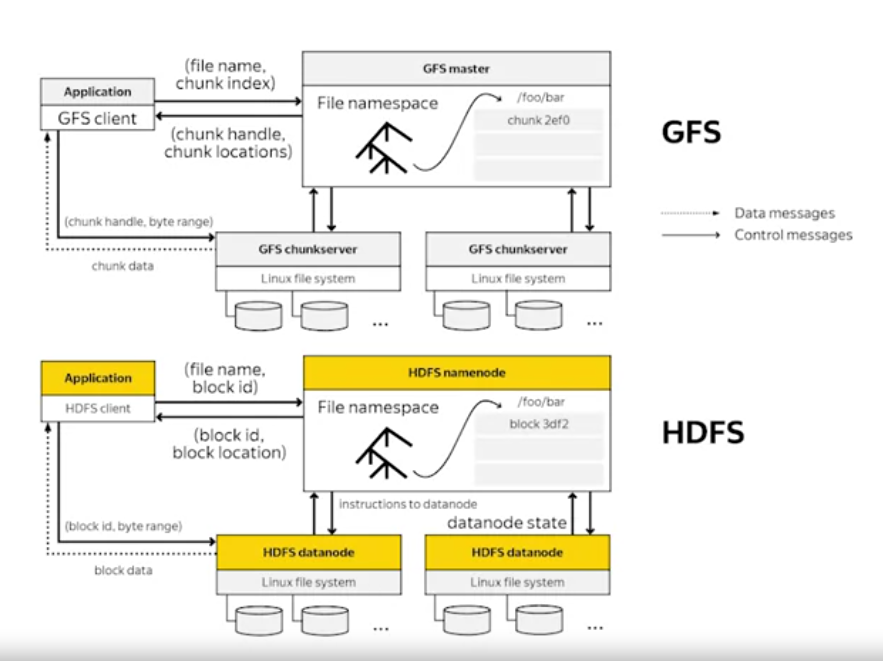 (file name,
chunk index)
GFS master
Application
GFS client
File namespace
/foo/bar
chunk 2ef0
(chunk handle,
chunk locations)
GFS
Data messages
Control messages
(chunk handle, byte range)
chunk data
GFS chunkserver
Linux file system
...
GFS chunkserver
Linux file system
...
(file name,
block id)
HDFS namenode
Application
HDFS client
File namespace
/foo/bar
block 3df2
(block id,
block location)
HDFS
instructions to datanode
datanode state
(block id, byte range)
block data
HDFS datanode
Linux file system
...
HDFS datanode
Linux file system
...